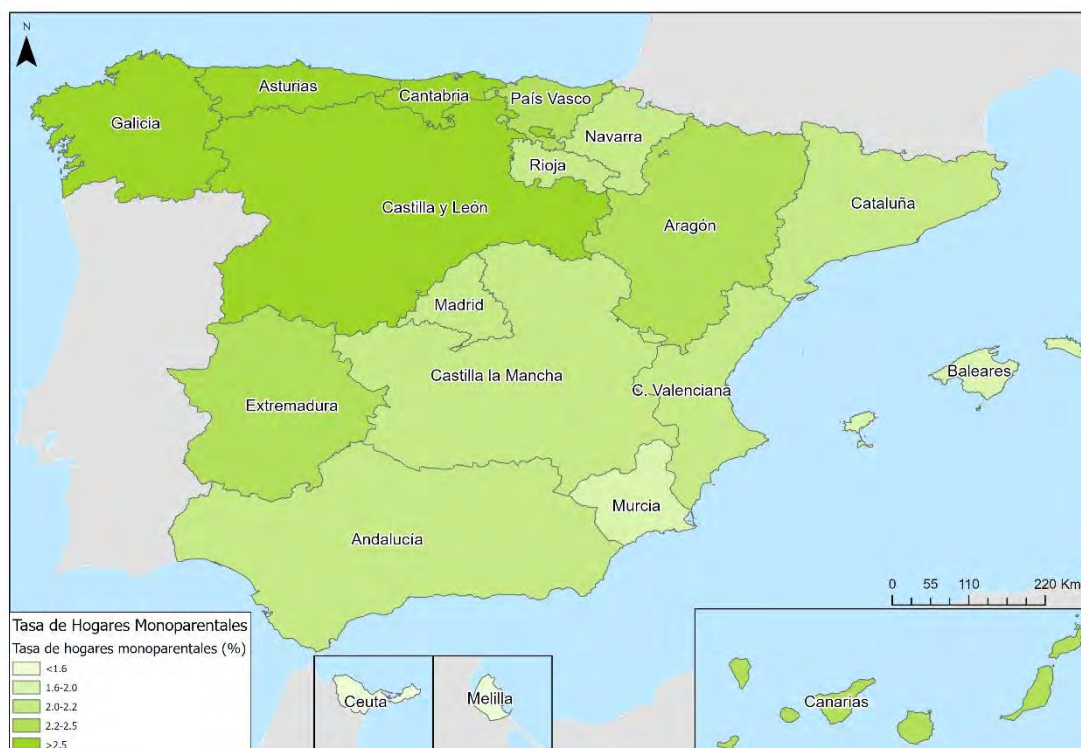 N
Asturias
Cantabria
País Vasco
Galicia
Navarra
Rioja
Castilla y León
Cataluña
Aragón
Madrid
Castilla la Mancha
C. Valenciana
Baleares
Extremadura
Murcia
Andalucía
0 55 110 220 Km
Tasa de Hogares Monoparentales
Tasa de hogares monoparentales (%)
<1.6
1.6-2.0
2.0-2.2
2.2-2.5
>2.5
Ceuta
Melilla
Canarias